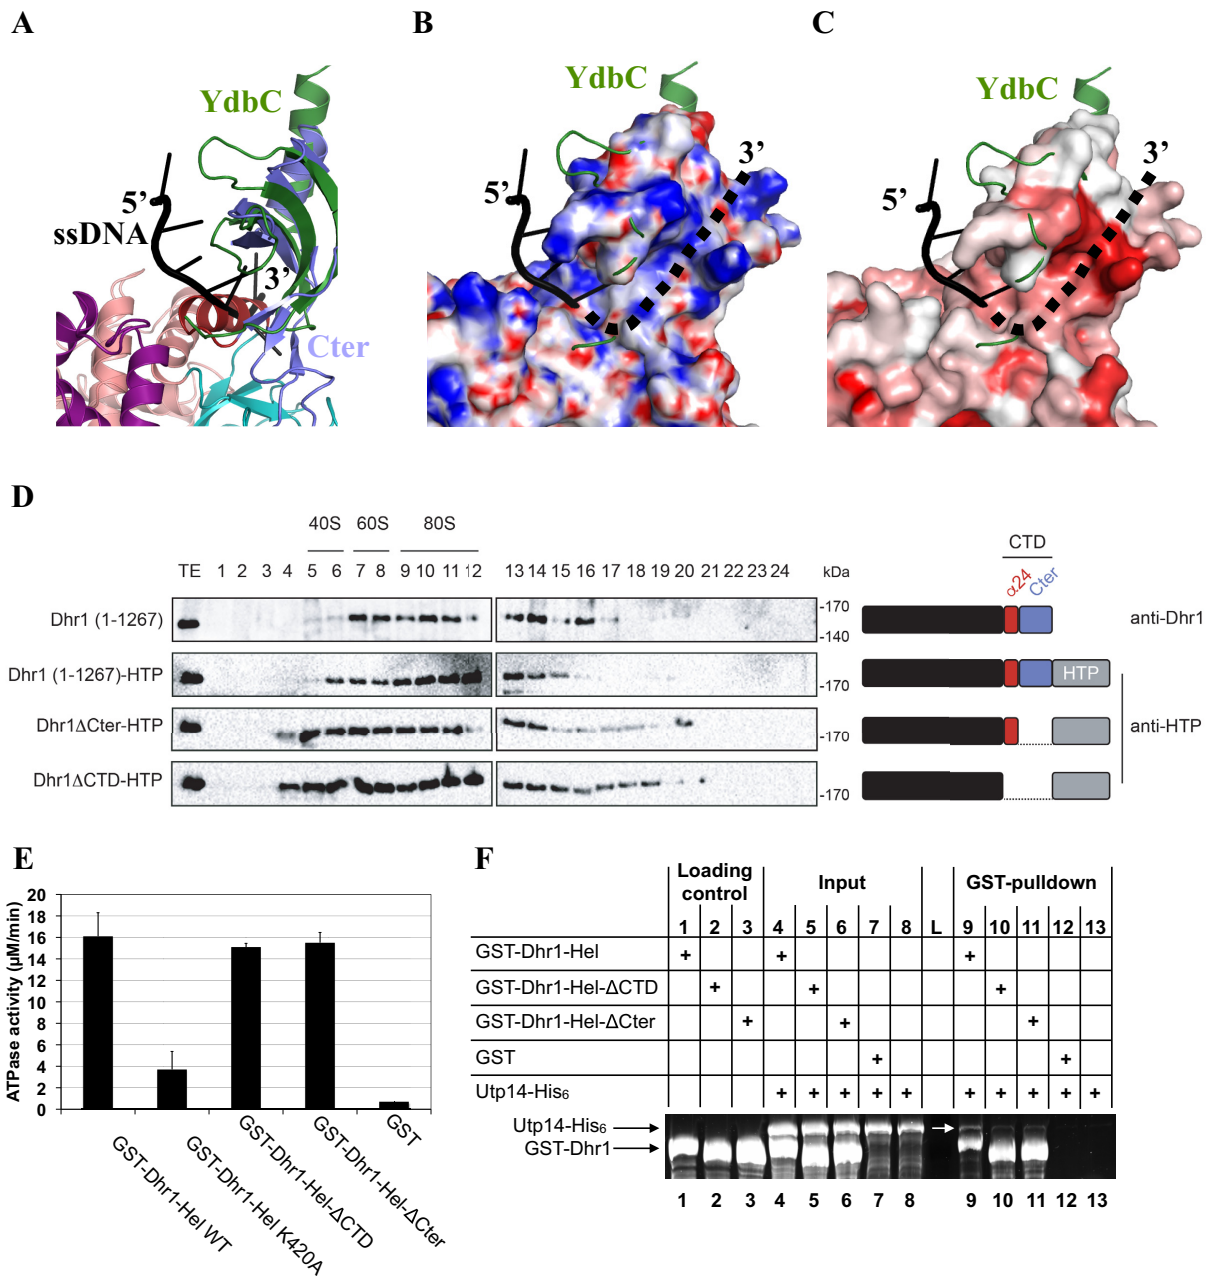 A
YdbC
5’
ssDNA
3’
Cter
B
YdbC
5’
3’
C
YdbC
5’
3’
D
40S 60S 80S
TE 1 2 3 4 5 6 7 8 9 10 11 12 13 14 15 16 17 18 19 20 21 22 23 24 kDa
CTD
α24 Cter
Dhr1 (1-1267) -170 anti-Dhr1
-140
Dhr1 (1-1267)-HTP -170 HTP
Dhr1ΔCter-HTP -170 anti-HTP
Dhr1ΔCTD-HTP -170
E
ATPase activity (µM/min)
20
18
16
14
12
10
8
6
4
2
0
GST-Dhr1-Hel WT
GST-Dhr1-Hel K420A
GST-Dhr1-Hel-ΔCTD
GST-Dhr1-Hel-ΔCter
GST
F
Loading control Input GST-pulldown
1 2 3 4 5 6 7 8 L 9 10 11 12 13
GST-Dhr1-Hel + + +
GST-Dhr1-Hel-ΔCTD + + +
GST-Dhr1-Hel-ΔCter + + +
GST + +
Utp14-His₆ + + + + + + + + + +
Utp14-His₆
GST-Dhr1
1 2 3 4 5 6 7 8 9 10 11 12 13